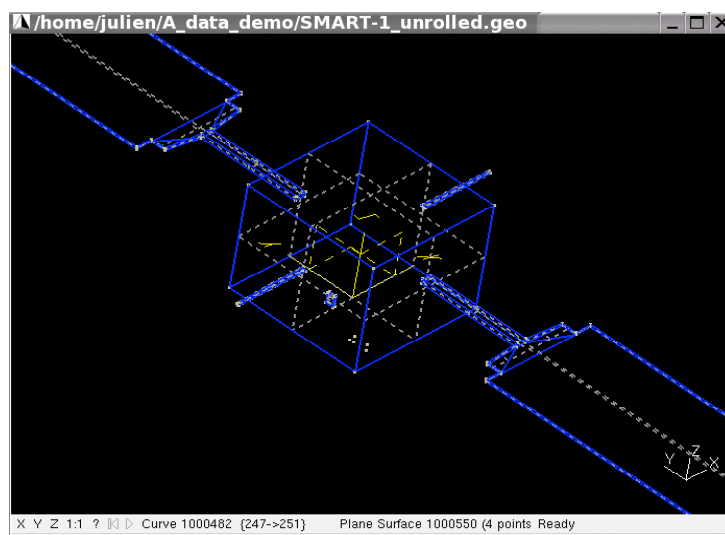 /home/julien/A_data_demo/SMART-1_unrolled.geo
Z
Y X
X Y Z 1:1 ? Curve 1000482 {247->251} Plane Surface 1000550 (4 points Ready